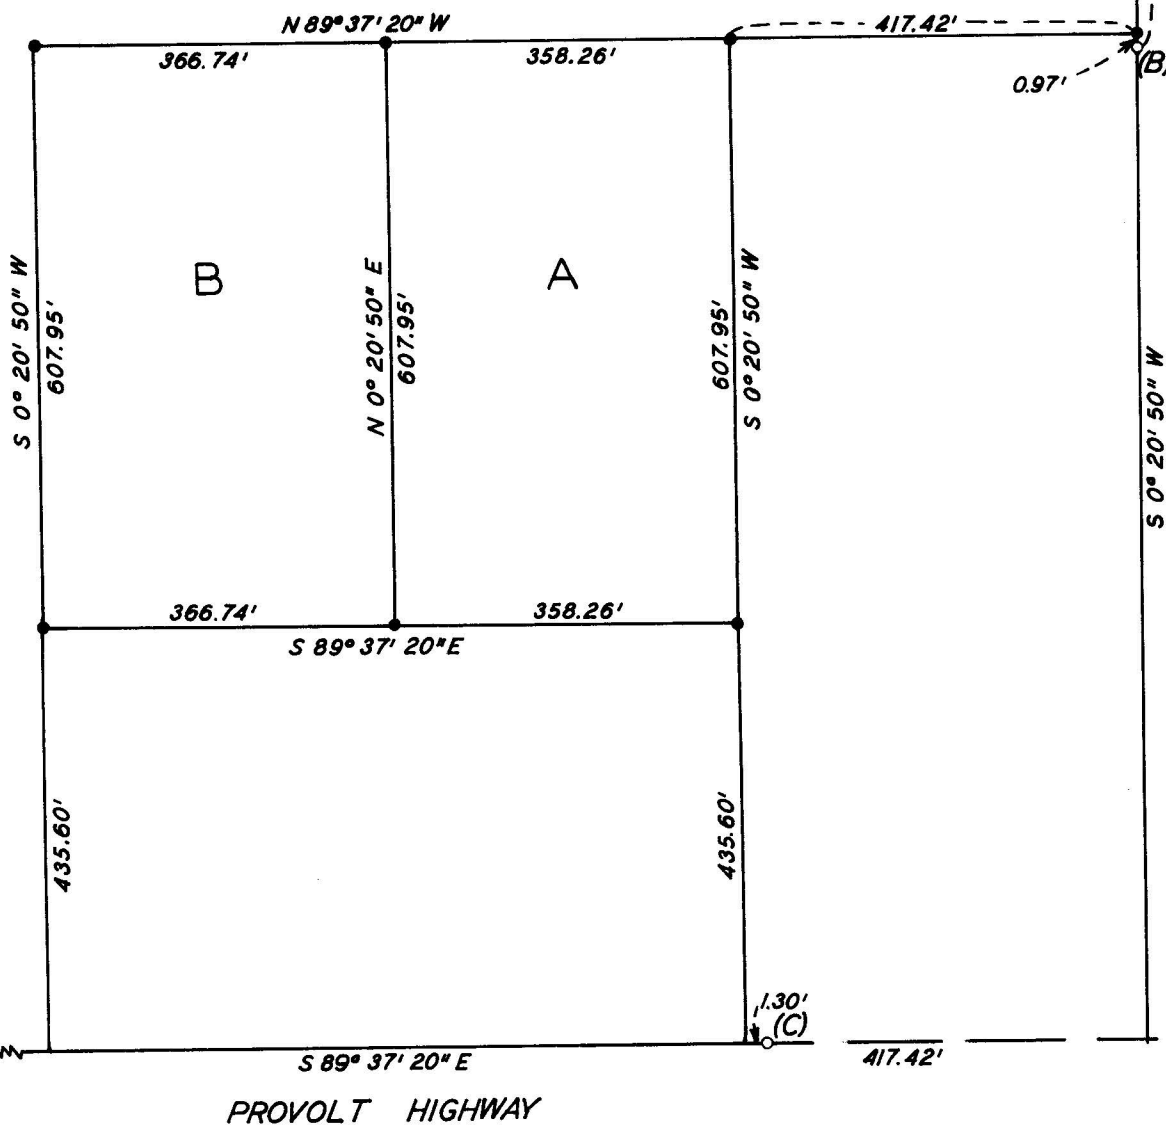 N 89° 37' 20" W
417.42'
366.74'
358.26'
0.97'
(B)
B
A
S 0° 20' 50" W
607.95'
N 0° 20' 50" E
607.95'
607.95'
S 0° 20' 50" W
S 0° 20' 50" W
366.74'
358.26'
S 89° 37' 20" E
435.60'
435.60'
1.30'
(C)
S 89° 37' 20" E
417.42'
PROVOLT HIGHWAY